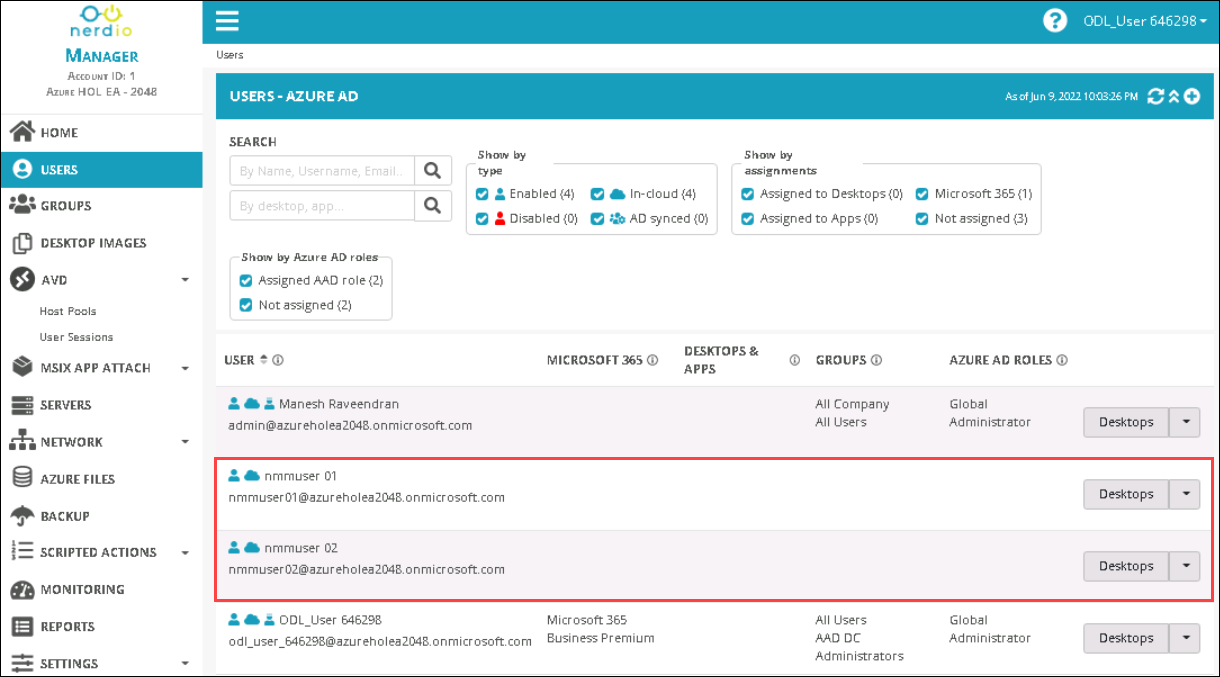 nerdio
MANAGER
ACCOUNT ID: 1
AZURE HOL EA - 2048
HOME
USERS
GROUPS
DESKTOP IMAGES
AVD
Host Pools
User Sessions
MSIX APP ATTACH
SERVERS
NETWORK
AZURE FILES
BACKUP
SCRIPTED ACTIONS
MONITORING
REPORTS
SETTINGS
? ODL_User 646298
Users
USERS - AZURE AD
As of Jun 9, 2022 10:03:26 PM
SEARCH
By Name, Username, Email..
By desktop, app...
Show by
type
Enabled (4) In-cloud (4)
Disabled (0) AD synced (0)
Show by
assignments
Assigned to Desktops (0) Microsoft 365 (1)
Assigned to Apps (0) Not assigned (3)
Show by Azure AD roles
Assigned AAD role (2)
Not assigned (2)
USER MICROSOFT 365 DESKTOPS & GROUPS AZURE AD ROLES
APPS
Manesh Raveendran All Company Global
admin@azureholea2048.onmicrosoft.com All Users Administrator Desktops
nmmuser 01
nmmuser01@azureholea2048.onmicrosoft.com Desktops
nmmuser 02
nmmuser02@azureholea2048.onmicrosoft.com Desktops
ODL_User 646298 Microsoft 365 All Users Global
odl_user_646298@azureholea2048.onmicrosoft.com Business Premium AAD DC Administrator Desktops
Administrators